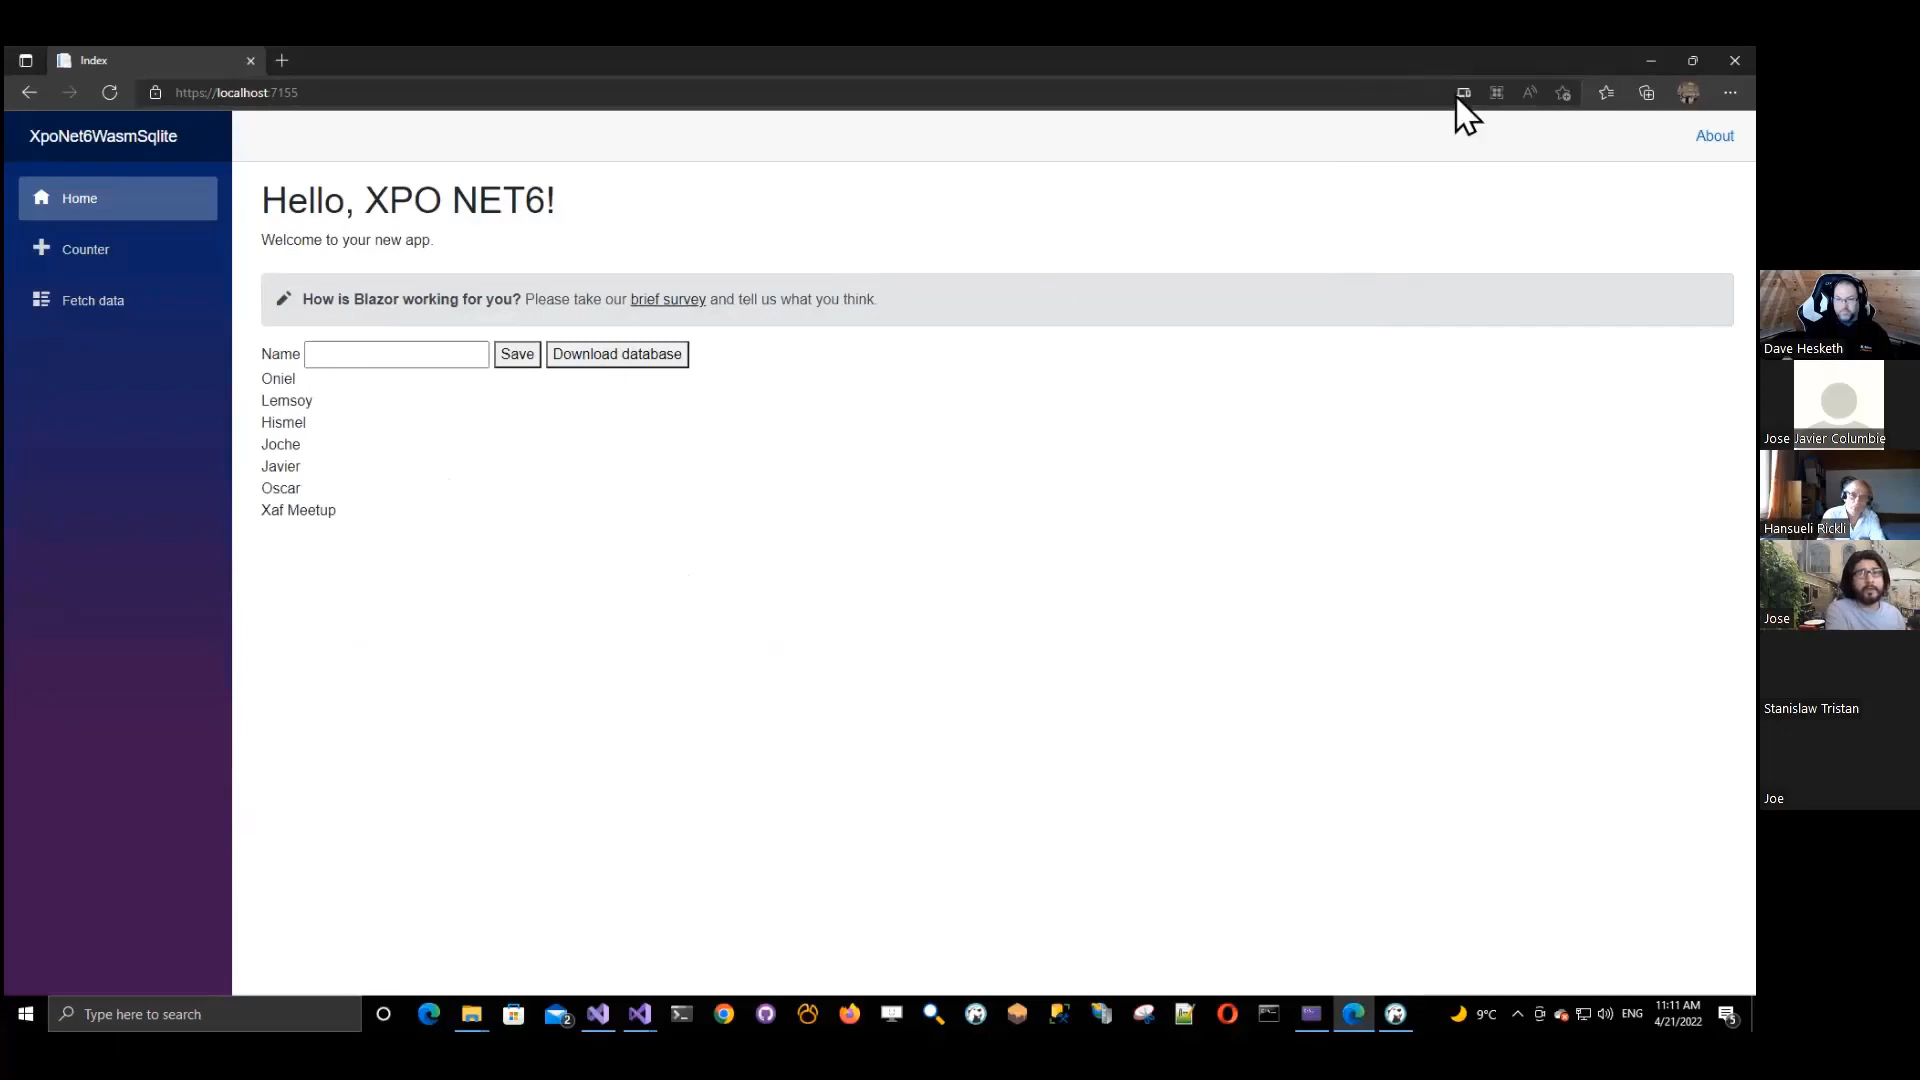 Index
https://localhost:7155
XpoNet6WasmSqlite
About
Home
Counter
Fetch data
Hello, XPO NET6!
Welcome to your new app.
How is Blazor working for you? Please take our brief survey and tell us what you think.
Name
Save
Download database
Oniel
Lemsoy
Hismel
Joche
Javier
Oscar
Xaf Meetup
Dave Hesketh
Jose Javier Columbie
Hansueli Rickli
Jose
Stanislaw Tristan
Joe
Type here to search
2
9°C
ENG
11:11 AM
4/21/2022
5